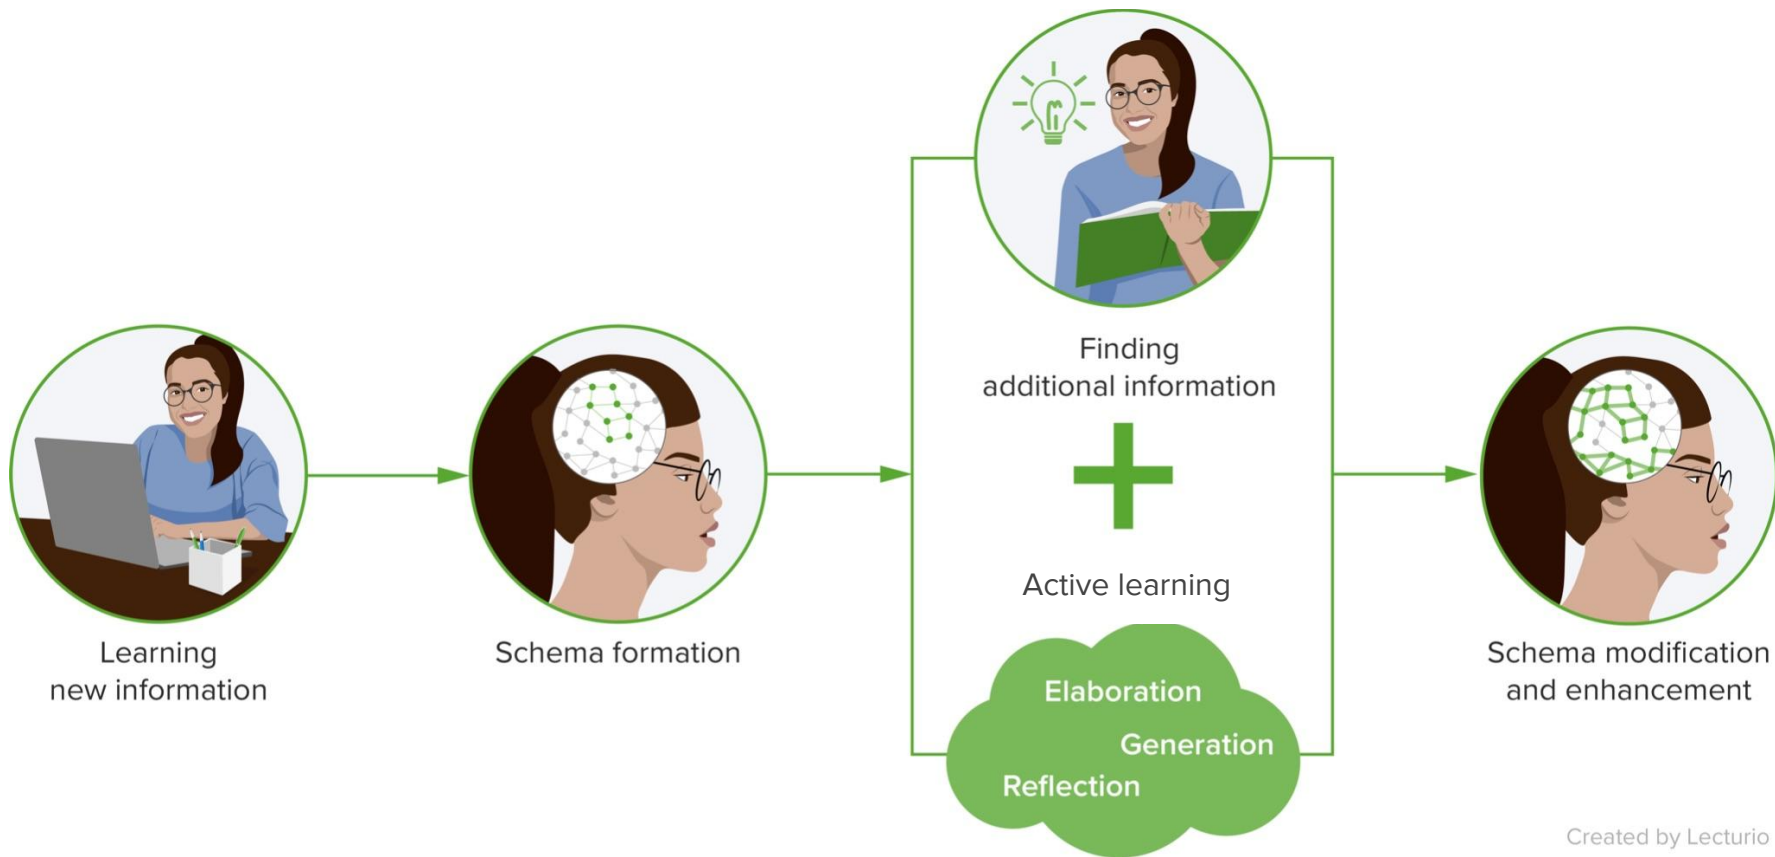 Learning
new information
Schema formation
Finding
additional information
Active learning
Elaboration
Generation
Reflection
Schema modification
and enhancement
Created by Lecturio